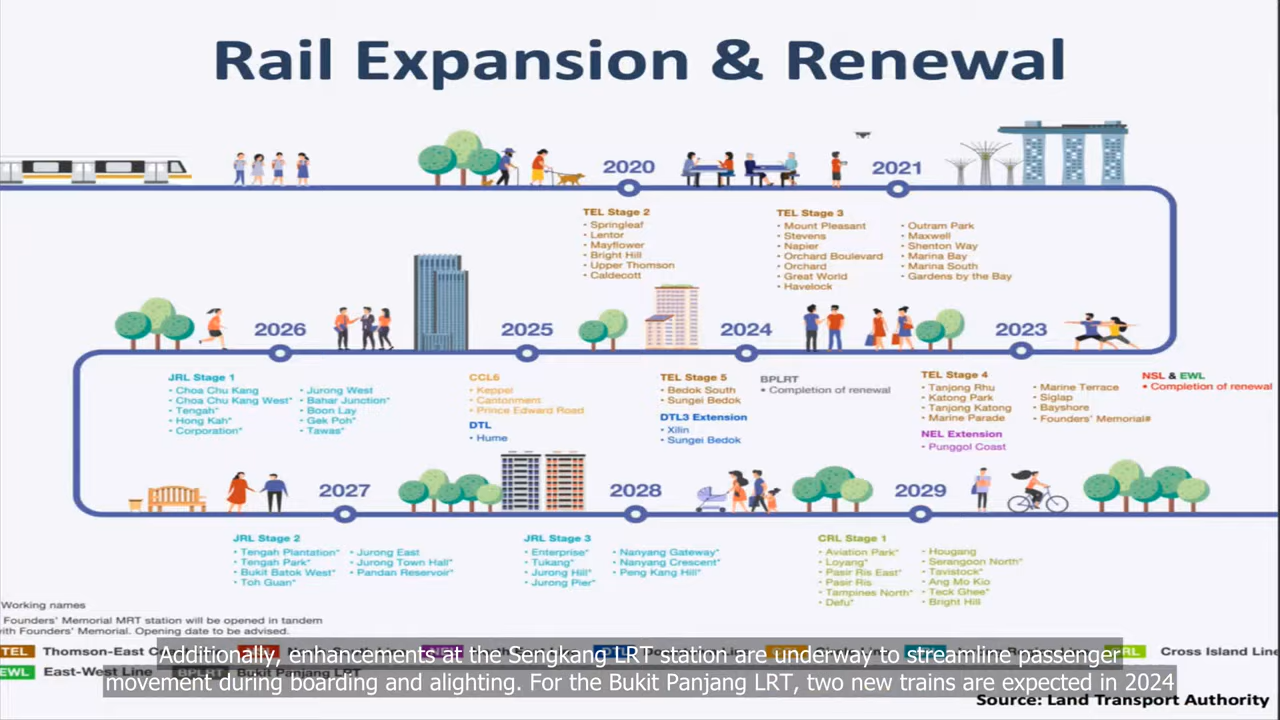 Rail Expansion & Renewal
2020
2021
TEL Stage 2
• Springleaf
• Lentor
• Mayflower
• Bright Hill
• Upper Thomson
• Caldecott
TEL Stage 3
• Mount Pleasant
• Stevens
• Napier
• Orchard Boulevard
• Orchard
• Great World
• Havelock
• Outram Park
• Maxwell
• Shenton Way
• Marina Bay
• Marina South
• Gardens by the Bay
2026
2025
2024
2023
JRL Stage 1
• Choa Chu Kang
• Choa Chu Kang West*
• Tengah*
• Hong Kah*
• Corporation*
• Jurong West
• Bahar Junction*
• Boon Lay
• Gek Poh*
• Tawas*
CCL6
• Keppel
• Cantonment
• Prince Edward Road
DTL
• Hume
TEL Stage 5
• Bedok South
• Sungei Bedok
DTL3 Extension
• Xilin
• Sungei Bedok
BPLRT
• Completion of renewal
TEL Stage 4
• Tanjong Rhu
• Katong Park
• Tanjong Katong
• Marine Parade
• Marine Terrace
• Siglap
• Bayshore
• Founders' Memorial#
NEL Extension
• Punggol Coast
NSL & EWL
• Completion of renewal
2027
2028
2029
JRL Stage 2
• Tengah Plantation*
• Tengah Park*
• Bukit Batok West*
• Toh Guan*
• Jurong East
• Jurong Town Hall*
• Pandan Reservoir*
JRL Stage 3
• Enterprise*
• Tukang*
• Jurong Hill*
• Jurong Pier*
• Nanyang Gateway*
• Nanyang Crescent*
• Peng Kang Hill*
CRL Stage 1
• Aviation Park*
• Loyang*
• Pasir Ris East*
• Pasir Ris
• Tampines North*
• Defu*
• Hougang
• Serangoon North*
• Tavistock*
• Ang Mo Kio
• Teck Ghee*
• Bright Hill
Working names
Founders' Memorial MRT station will be opened in tandem
with Founders' Memorial. Opening date to be advised.
TEL Thomson-East
Cross Island Line
EWL East-West Line BPLRT Bukit Panjang LRT
Additionally, enhancements at the Sengkang LRT station are underway to streamline passenger
movement during boarding and alighting. For the Bukit Panjang LRT, two new trains are expected in 2024
Source: Land Transport Authority